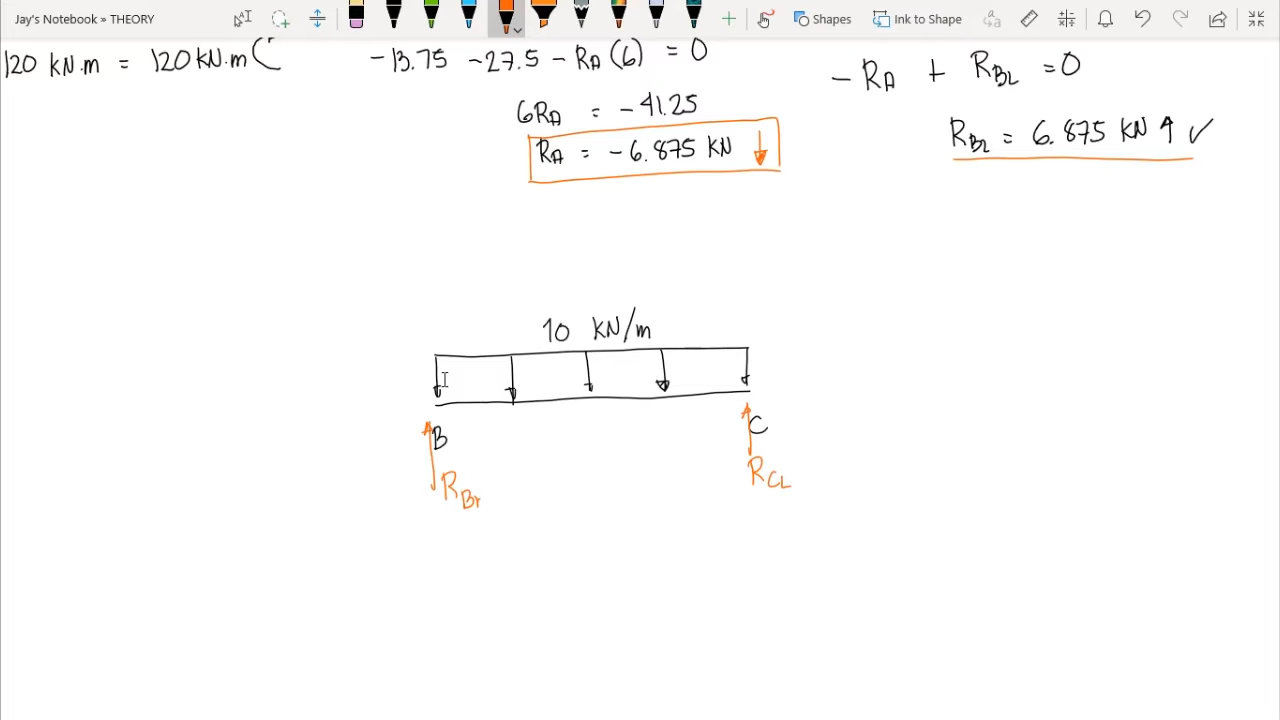 Jay's Notebook » THEORY
Shapes
Ink to Shape
120 KN.m = 120 KN.m
-13.75 -27.5 - RA (6) = 0
6RA = -41.25
RA = -6.875 KN
-RA + RBL = 0
RBL = 6.875 KN
10 KN/m
B
C
RBr
RCL